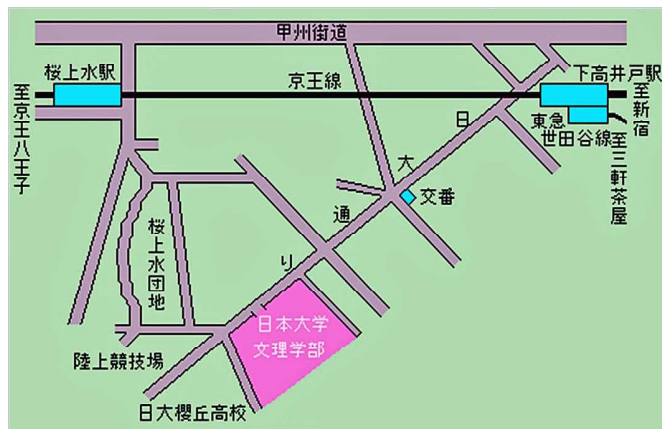 甲州街道
桜上水駅
京王線
下高井戸駅
至京王八王子
至新宿
東急
世田谷線
至三軒茶屋
日大通り
交番
桜上水団地
日本大学
文理学部
陸上競技場
日大櫻丘高校